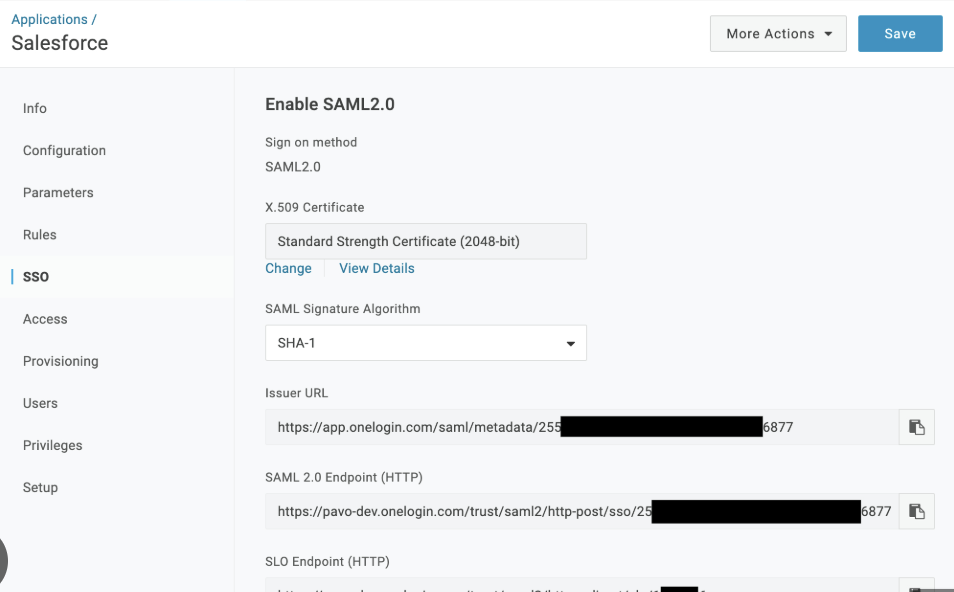 Applications /
Salesforce
More Actions
Save
Info
Configuration
Parameters
Rules
SSO
Access
Provisioning
Users
Privileges
Setup
Enable SAML2.0
Sign on method
SAML2.0
X.509 Certificate
Standard Strength Certificate (2048-bit)
Change
View Details
SAML Signature Algorithm
SHA-1
Issuer URL
https://app.onelogin.com/saml/metadata/255 6877
SAML 2.0 Endpoint (HTTP)
https://pavo-dev.onelogin.com/trust/saml2/http-post/sso/25 6877
SLO Endpoint (HTTP)